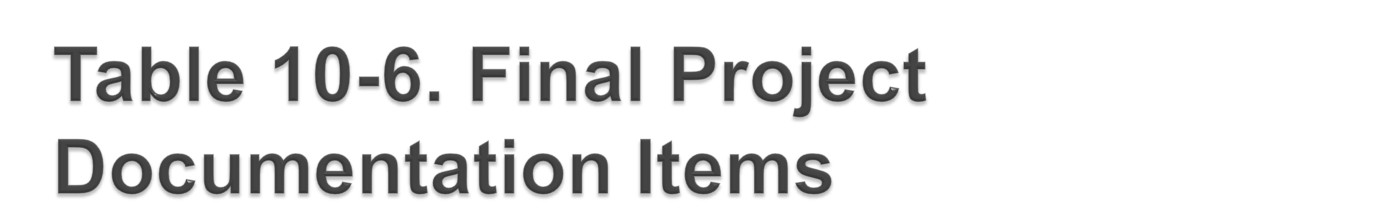 Table 10-6. Final Project
Documentation Items